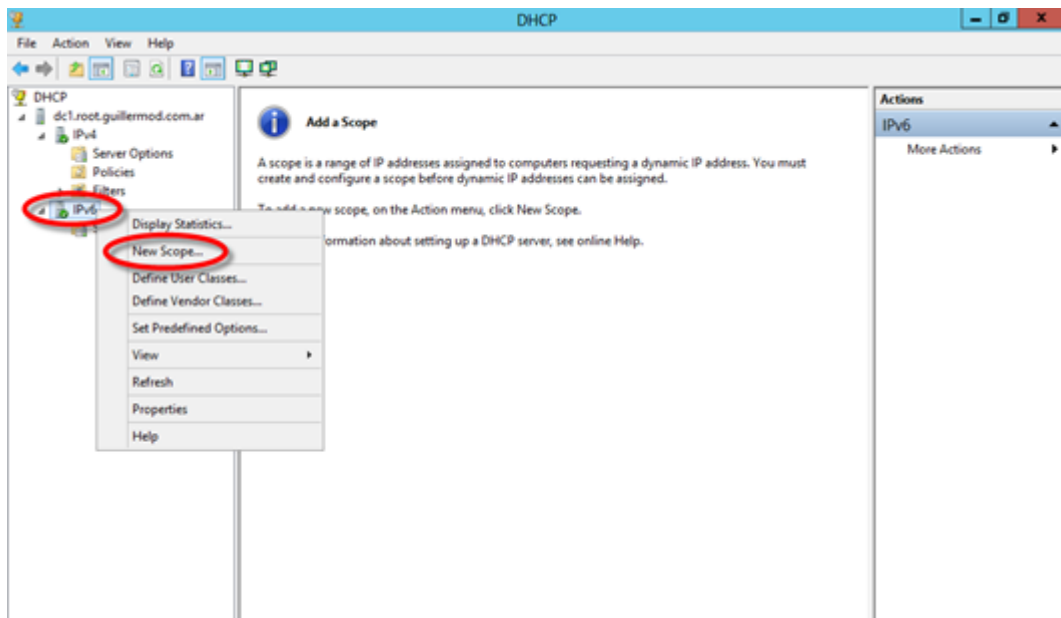 DHCP
File Action View Help
DHCP
dc1.root.guillermod.com.ar
IPv4
Server Options
Policies
Filters
IPv6
Display Statistics...
New Scope...
Define User Classes...
Define Vendor Classes...
Set Predefined Options...
View
Refresh
Properties
Help
Add a Scope
A scope is a range of IP addresses assigned to computers requesting a dynamic IP address. You must
create and configure a scope before dynamic IP addresses can be assigned.
To add a new scope, on the Action menu, click New Scope.
information about setting up a DHCP server, see online Help.
Actions
IPv6
More Actions